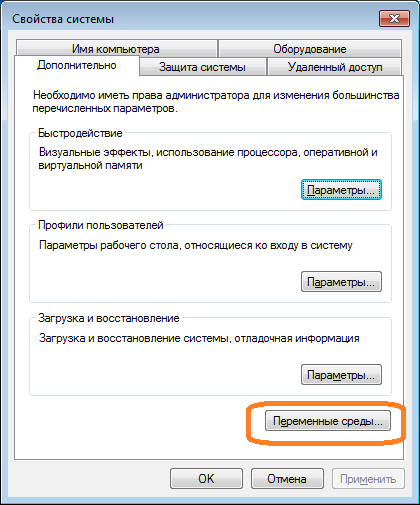 Свойства системы
Имя компьютера
Оборудование
Дополнительно
Защита системы
Удаленный доступ
Необходимо иметь права администратора для изменения большинства
перечисленных параметров.
Быстродействие
Визуальные эффекты, использование процессора, оперативной и
виртуальной памяти
Параметры...
Профили пользователей
Параметры рабочего стола, относящиеся ко входу в систему
Параметры...
Загрузка и восстановление
Загрузка и восстановление системы, отладочная информация
Параметры...
Переменные среды...
OK
Отмена
Применить